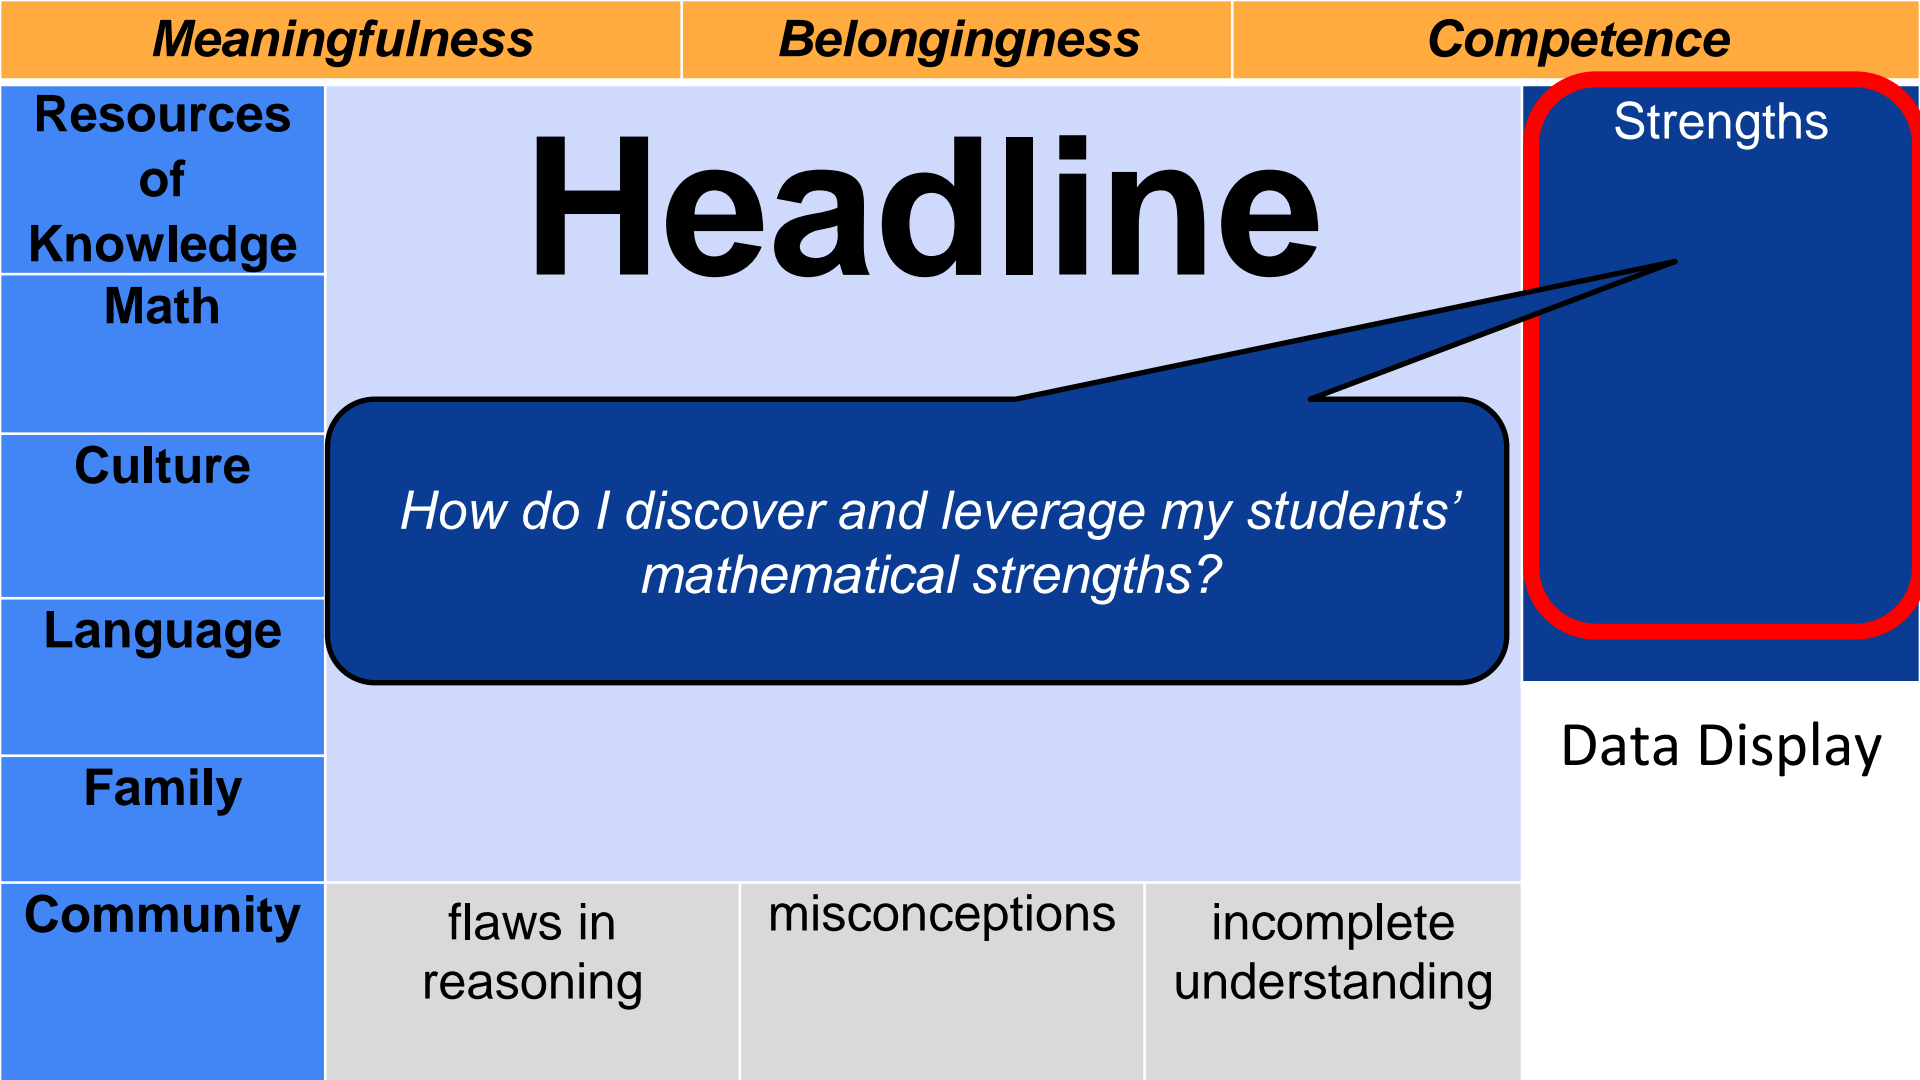 Meaningfulness
Belongingness
Competence
Resources
of
Knowledge
Math
Culture
Language
Family
Community
Headline
How do I discover and leverage my students’
mathematical strengths?
Strengths
Data Display
flaws in
reasoning
misconceptions
incomplete
understanding